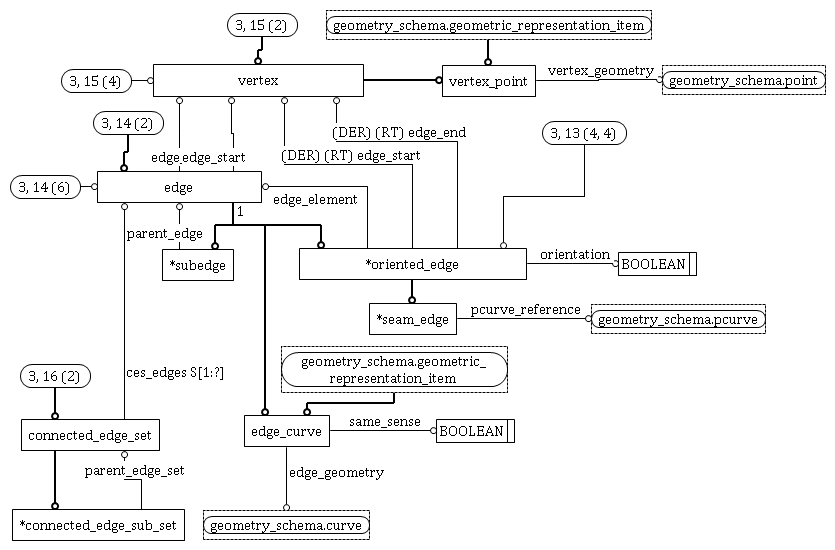 3, 15 (2)
geometry_schema.geometric_representation_item
3, 15 (4)
vertex
vertex_point
vertex_geometry
geometry_schema.point
3, 14 (2)
(DER) (RT) edge_end
3, 13 (4, 4)
edge_edge_start
(DER) (RT) edge_start
3, 14 (6)
edge
edge_element
1
parent_edge
*subedge
*oriented_edge
orientation
BOOLEAN
*seam_edge
pcurve_reference
geometry_schema.pcurve
geometry_schema.geometric_
representation_item
3, 16 (2)
ces_edges S[1:?]
connected_edge_set
edge_curve
same_sense
BOOLEAN
parent_edge_set
edge_geometry
*connected_edge_sub_set
geometry_schema.curve